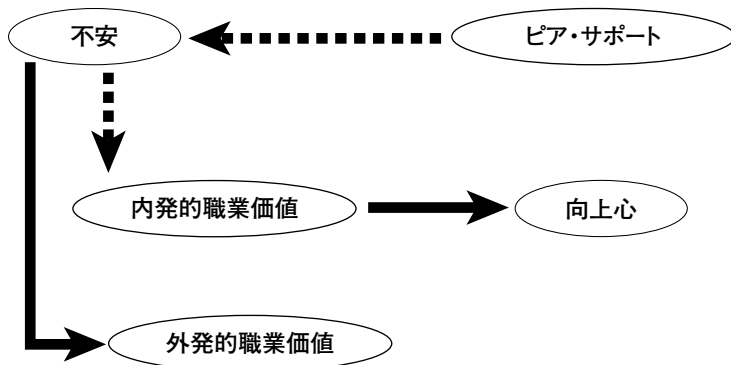 不安
ピア・サポート
内発的職業価値
向上心
外発的職業価値